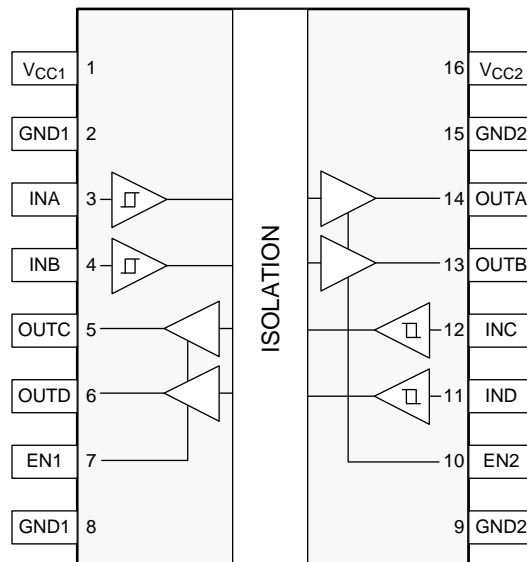 VCC1 1 16 VCC2
GND1 2 15 GND2
INA 3 14 OUTA
INB 4 13 OUTB
ISOLATION
OUTC 5 12 INC
OUTD 6 11 IND
EN1 7 10 EN2
GND1 8 9 GND2